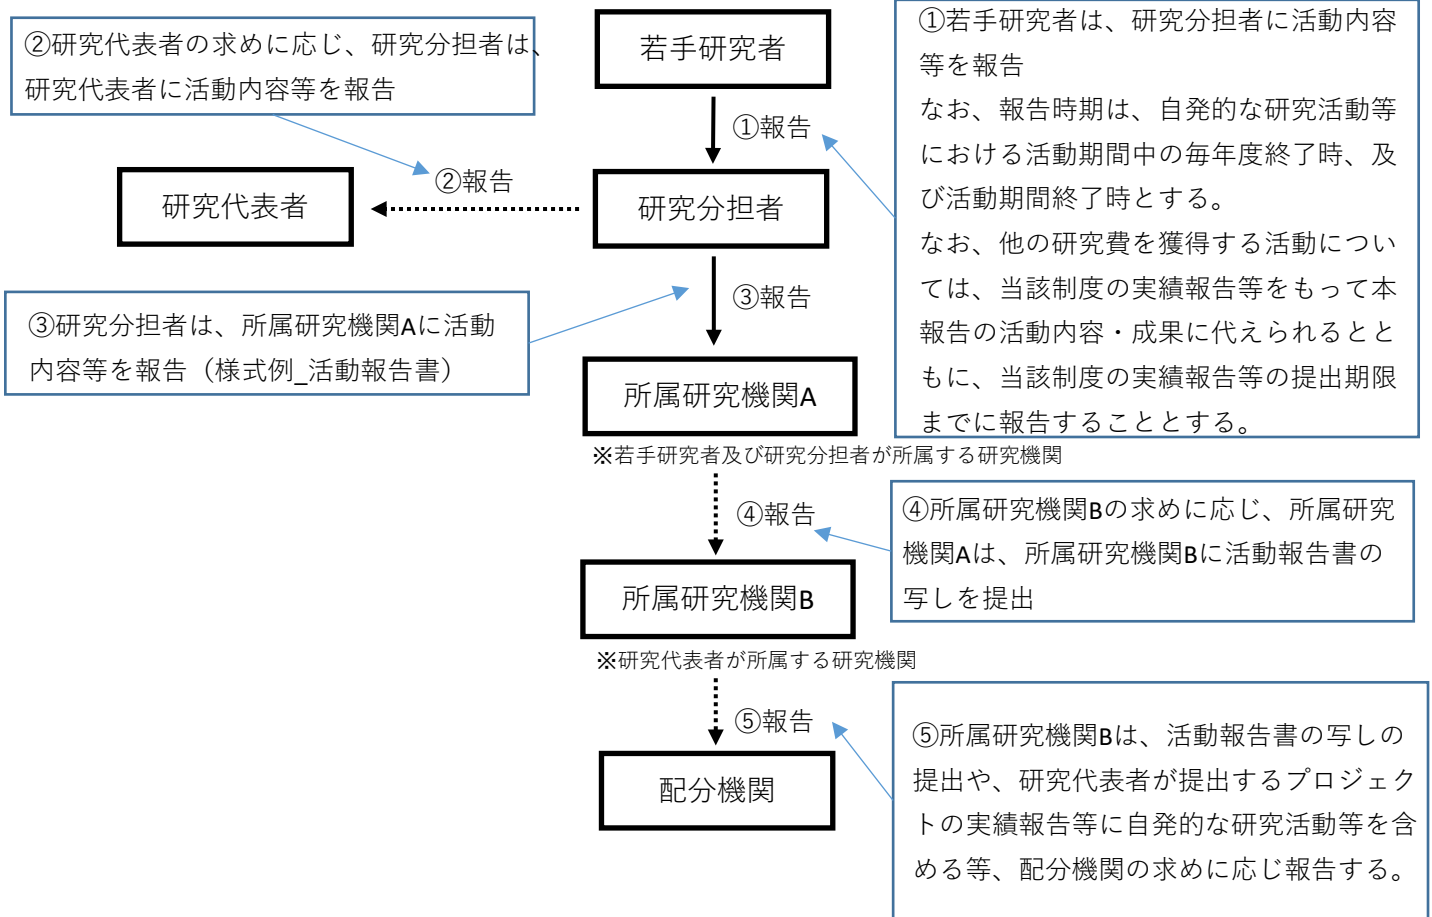 ②研究代表者の求めに応じ、研究分担者は、
研究代表者に活動内容等を報告
若手研究者
①若手研究者は、研究分担者に活動内容
等を報告
なお、報告時期は、自発的な研究活動等
における活動期間中の毎年度終了時、及
び活動期間終了時とする。
なお、他の研究費を獲得する活動につい
ては、当該制度の実績報告等をもって本
報告の活動内容・成果に代えられるとと
もに、当該制度の実績報告等の提出期限
までに報告することとする。
①報告
研究代表者
②報告
研究分担者
③研究分担者は、所属研究機関Aに活動
内容等を報告（様式例_活動報告書）
③報告
所属研究機関A
※若手研究者及び研究分担者が所属する研究機関
④報告
④所属研究機関Bの求めに応じ、所属研究
機関Aは、所属研究機関Bに活動報告書の
写しを提出
所属研究機関B
※研究代表者が所属する研究機関
⑤報告
⑤所属研究機関Bは、活動報告書の写しの
提出や、研究代表者が提出するプロジェク
トの実績報告等に自発的な研究活動等を含
める等、配分機関の求めに応じ報告する。
配分機関